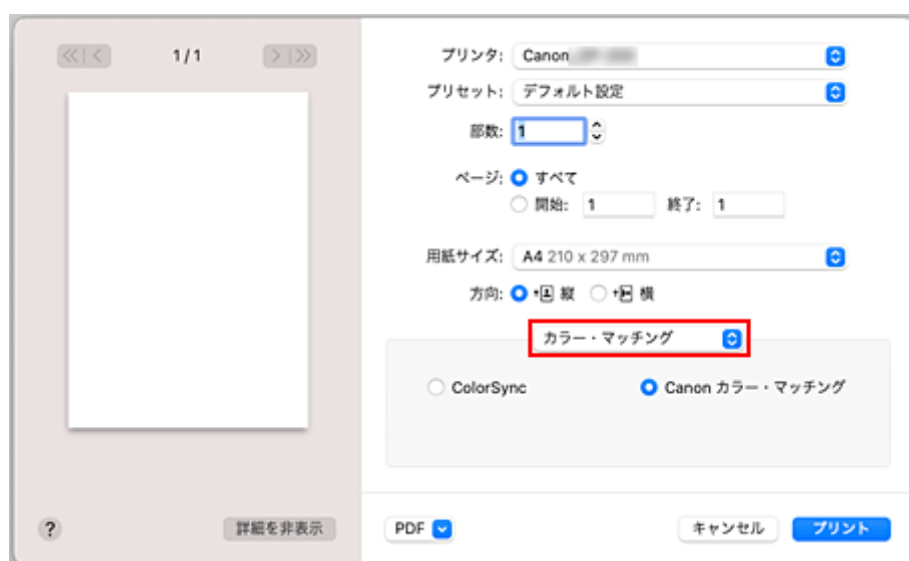 1/1
プリンタ: Canon
プリセット: デフォルト設定
部数: 1
ページ: すべて
開始: 1 終了: 1
用紙サイズ: A4 210 x 297 mm
方向: 縦 横
カラー・マッチング
ColorSync Canon カラー・マッチング
? 詳細を非表示 PDF キャンセル プリント